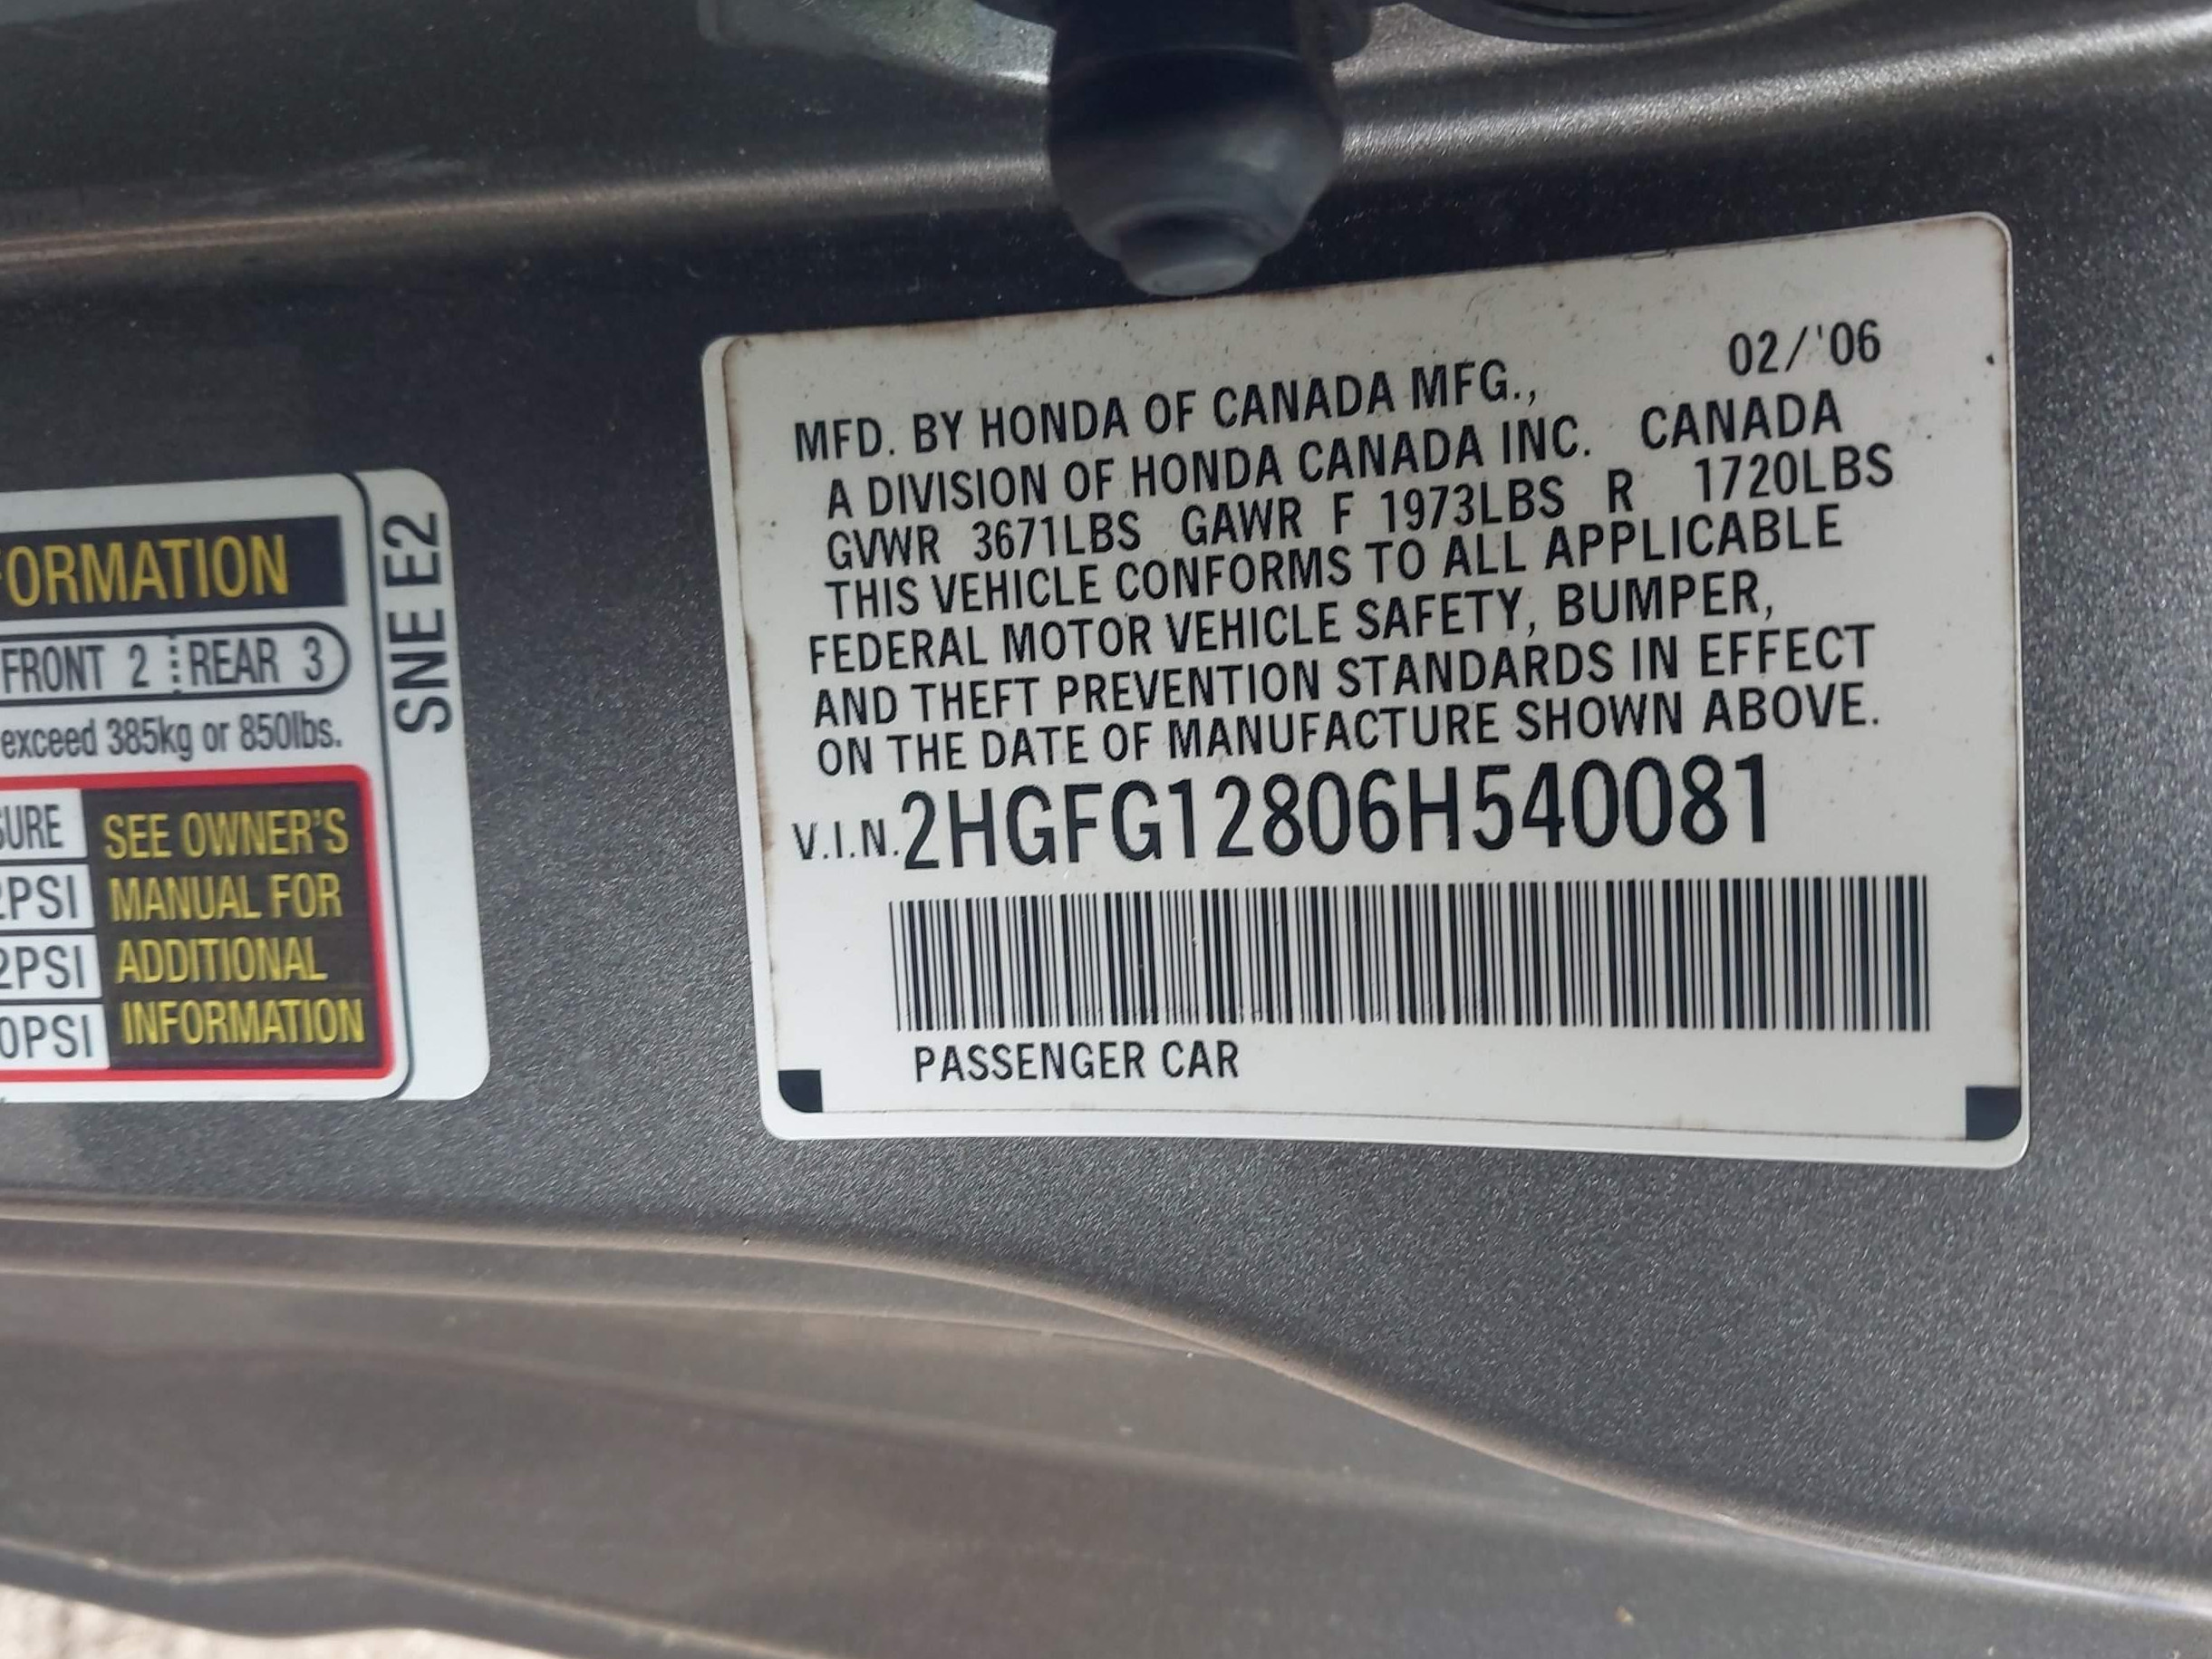 FORMATION
FRONT 2 REAR 3
exceed 385kg or 850lbs.
SURE
2PSI
2PSI
0PSI
SEE OWNER'S
MANUAL FOR
ADDITIONAL
INFORMATION
SNE E2
02/'06
MFD. BY HONDA OF CANADA MFG.,
A DIVISION OF HONDA CANADA INC. CANADA
GVWR 3671LBS GAWR F 1973LBS R 1720LBS
THIS VEHICLE CONFORMS TO ALL APPLICABLE
FEDERAL MOTOR VEHICLE SAFETY, BUMPER,
AND THEFT PREVENTION STANDARDS IN EFFECT
ON THE DATE OF MANUFACTURE SHOWN ABOVE.
V.I.N. 2HGFG12806H540081
PASSENGER CAR